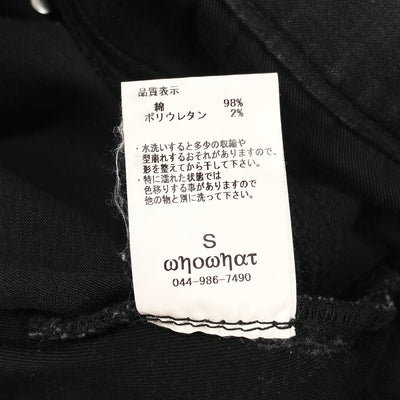 品質表示
綿 98%
ポリウレタン 2%
・水洗いすると多少の収縮や
型崩れするおそれがありますので、
形を整えてから干して下さい。
・特に濡れた状態では
色移りする事がありますので
他の物と別に洗って下さい。
S
whowhat
044-986-7490